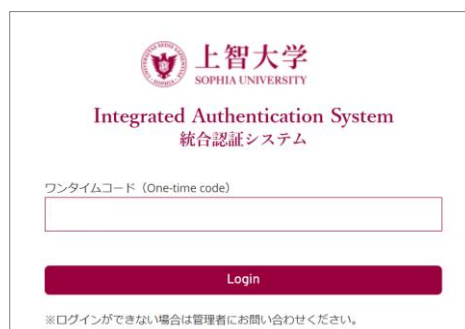 上智大学
SOPHIA UNIVERSITY
Integrated Authentication System
統合認証システム
ワンタイムコード（One-time code）
Login
※ログインができない場合は管理者にお問い合わせください。